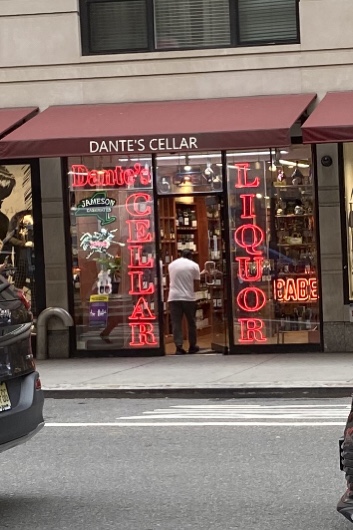 DANTE'S CELLAR
Dante's
CELLAR
LIQUOR
JAMESON
BABE